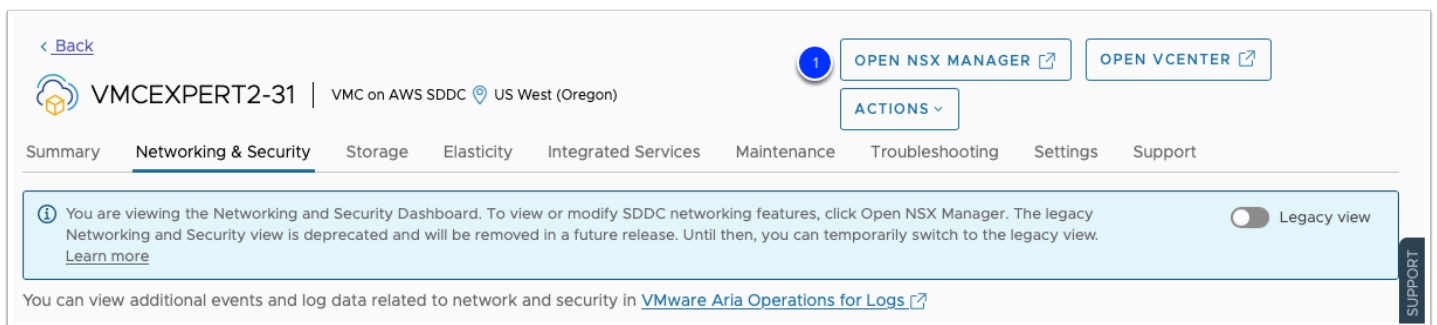 Back
1
OPEN NSX MANAGER
OPEN VCENTER
VMCEXPERT2-31
VMC on AWS SDDC
US West (Oregon)
ACTIONS
Summary
Networking & Security
Storage
Elasticity
Integrated Services
Maintenance
Troubleshooting
Settings
Support
You are viewing the Networking and Security Dashboard. To view or modify SDDC networking features, click Open NSX Manager. The legacy
Networking and Security view is deprecated and will be removed in a future release. Until then, you can temporarily switch to the legacy view.
Learn more
Legacy view
SUPPORT
You can view additional events and log data related to network and security in VMware Aria Operations for Logs